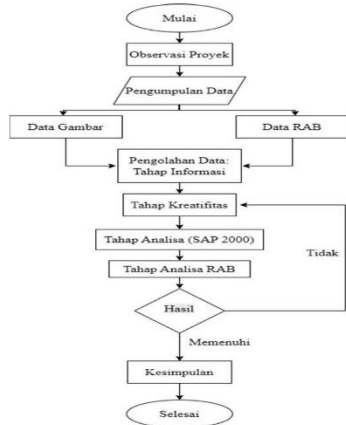 Mulai
Observasi Proyek
Pengumpulan Data
Data Gambar
Data RAB
Pengolahan Data:
Tahap Informasi
Tahap Kreatifitas
Tahap Analisa (SAP 2000)
Tidak
Tahap Analisa RAB
Hasil
Memenuhi
Kesimpulan
Selesai